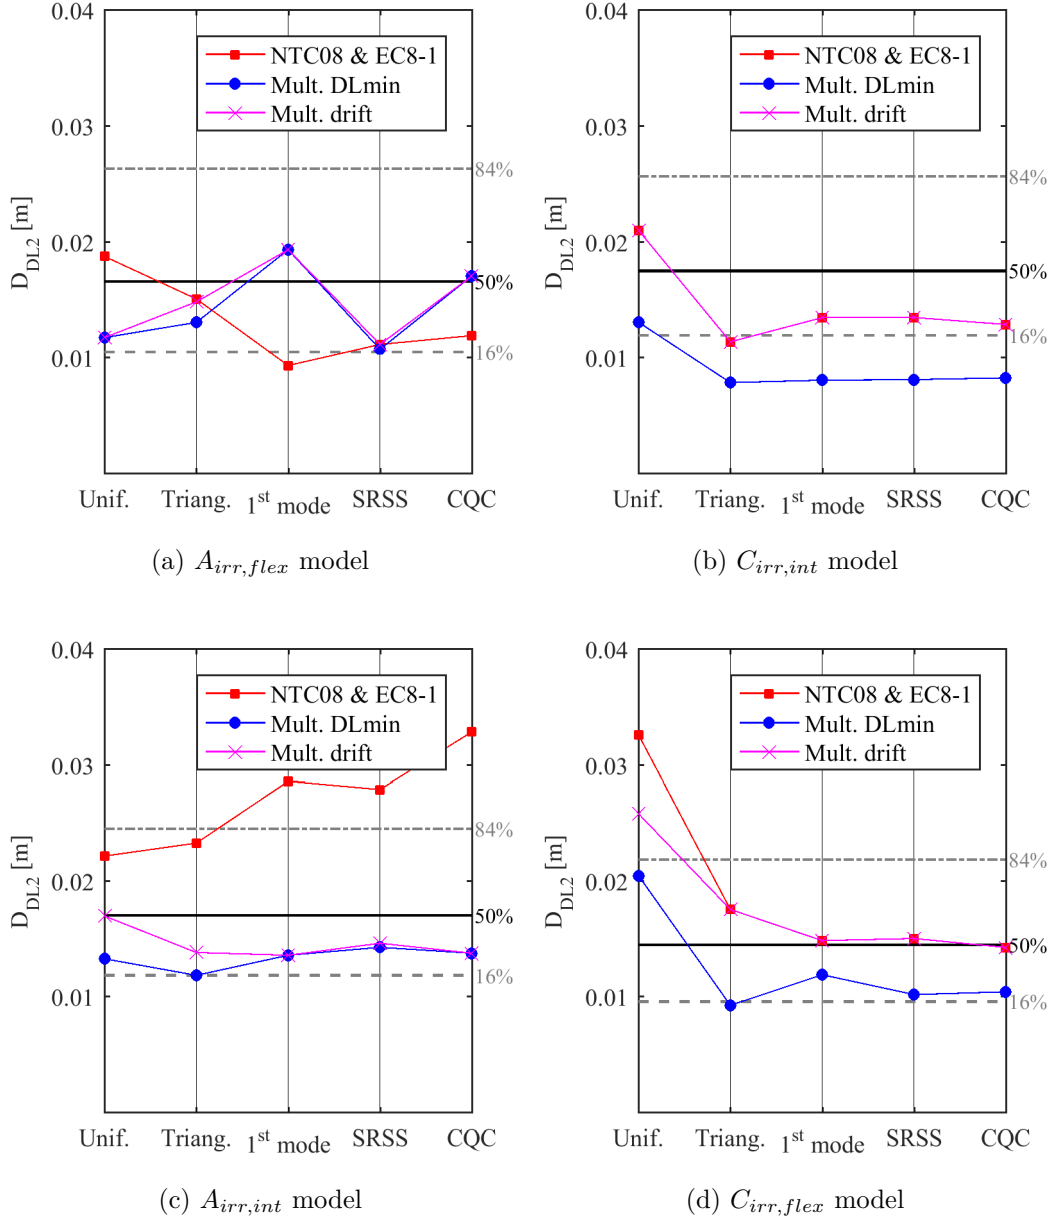 0.04
0.03
0.02
0.01
D_DL2 [m]
NTC08 & EC8-1
Mult. DLmin
Mult. drift
84%
50%
16%
Unif. Triang. 1st mode SRSS CQC
(a) A_irr,flex model
0.04
0.03
0.02
0.01
D_DL2 [m]
NTC08 & EC8-1
Mult. DLmin
Mult. drift
84%
50%
16%
Unif. Triang. 1st mode SRSS CQC
(b) C_irr,int model
0.04
0.03
0.02
0.01
D_DL2 [m]
NTC08 & EC8-1
Mult. DLmin
Mult. drift
84%
50%
16%
Unif. Triang. 1st mode SRSS CQC
(c) A_irr,int model
0.04
0.03
0.02
0.01
D_DL2 [m]
NTC08 & EC8-1
Mult. DLmin
Mult. drift
84%
50%
16%
Unif. Triang. 1st mode SRSS CQC
(d) C_irr,flex model